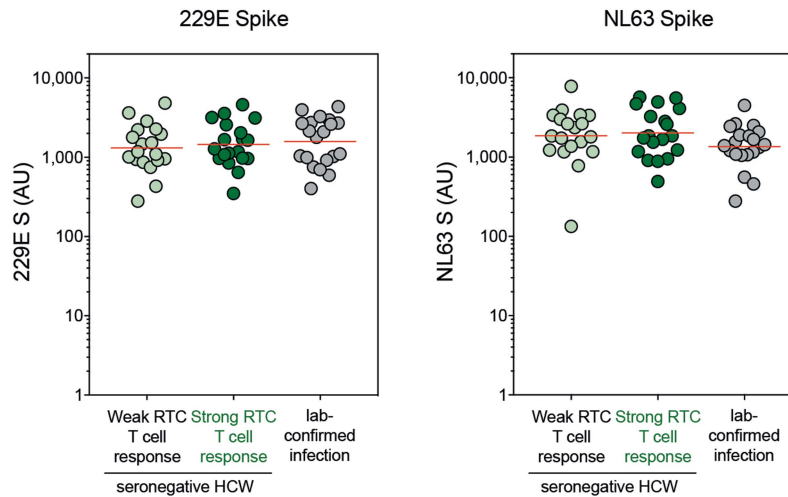 229E Spike
10,000
1,000
100
10
1
229E S (AU)
Weak RTC
T cell
response
Strong RTC
T cell
response
lab-
confirmed
infection
seronegative HCW
NL63 Spike
10,000
1,000
100
10
1
NL63 S (AU)
Weak RTC
T cell
response
Strong RTC
T cell
response
lab-
confirmed
infection
seronegative HCW